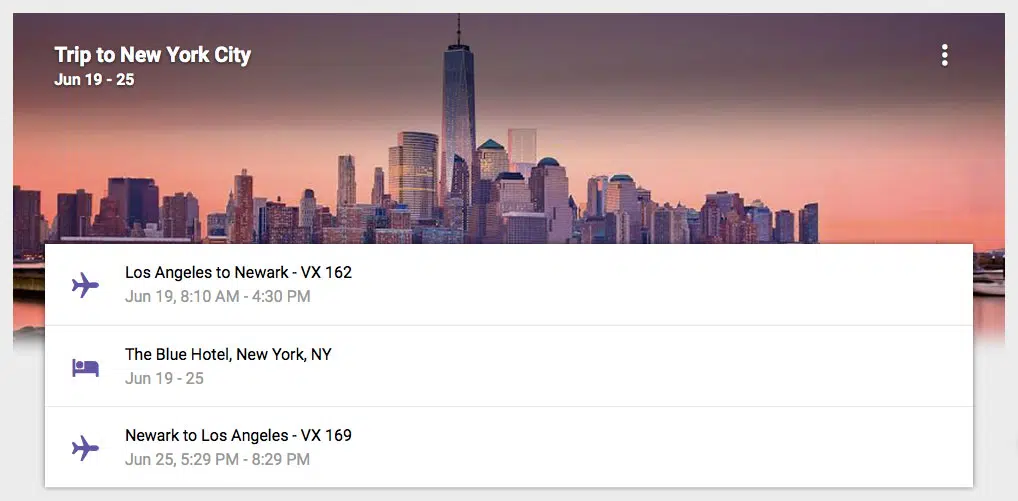 Trip to New York City
Jun 19 - 25
Los Angeles to Newark - VX 162
Jun 19, 8:10 AM - 4:30 PM
The Blue Hotel, New York, NY
Jun 19 - 25
Newark to Los Angeles - VX 169
Jun 25, 5:29 PM - 8:29 PM